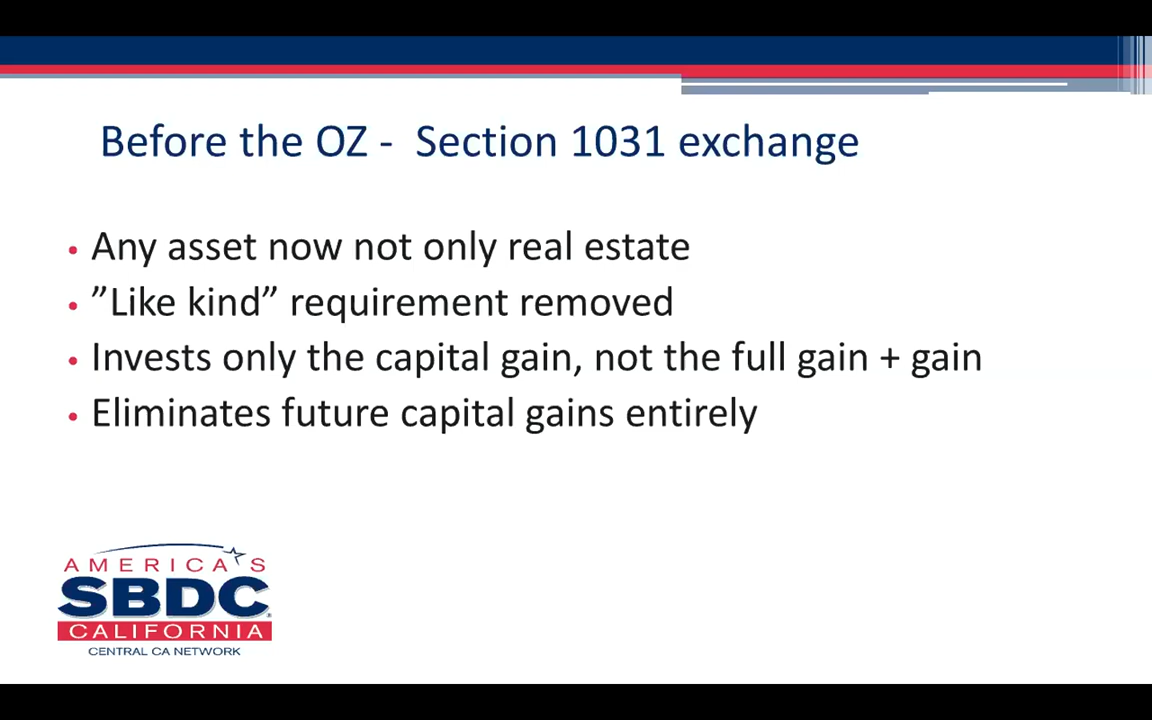 Before the OZ - Section 1031 exchange
• Any asset now not only real estate
• ”Like kind” requirement removed
• Invests only the capital gain, not the full gain + gain
• Eliminates future capital gains entirely
AMERICA'S
SBDC
CALIFORNIA
CENTRAL CA NETWORK